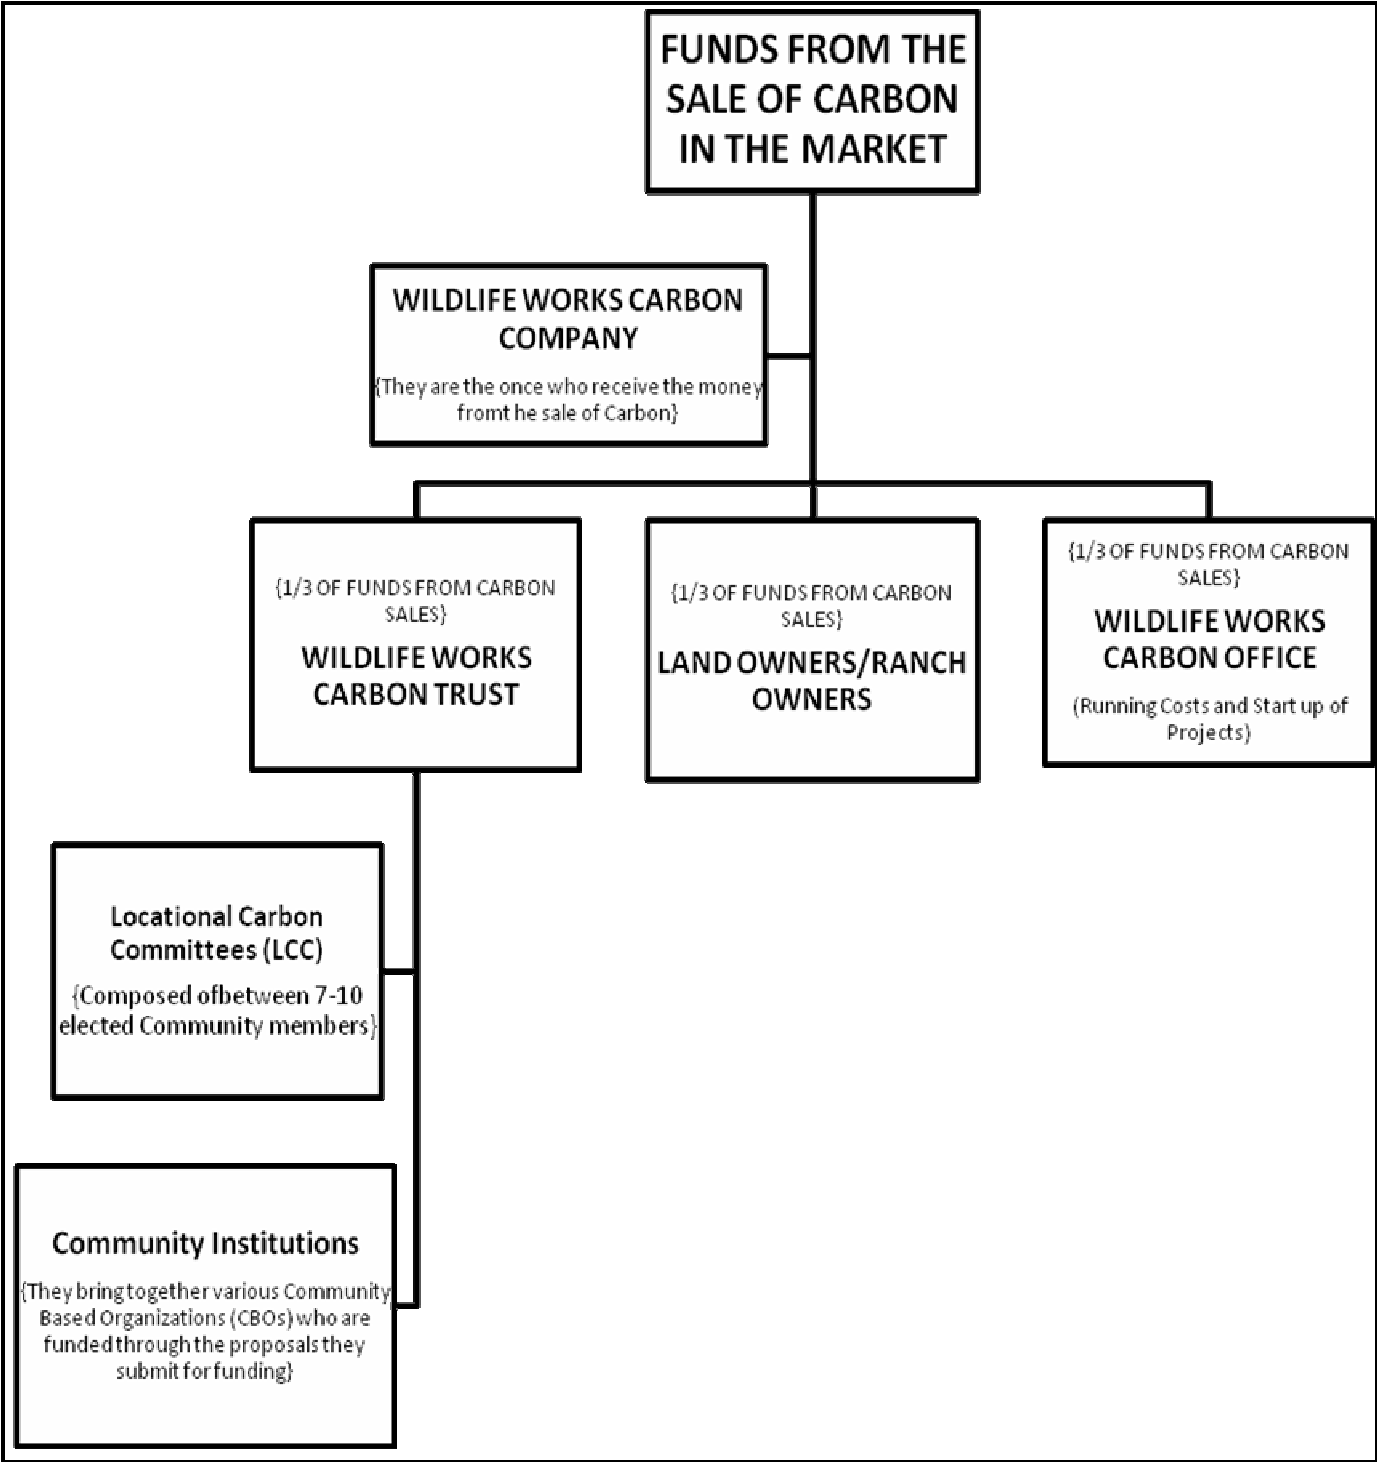 FUNDS FROM THE
SALE OF CARBON
IN THE MARKET
WILDLIFE WORKS CARBON
COMPANY
{They are the once who receive the money
fromt he sale of Carbon}
{1/3 OF FUNDS FROM CARBON
SALES}
WILDLIFE WORKS
CARBON TRUST
{1/3 OF FUNDS FROM CARBON
SALES}
LAND OWNERS/RANCH
OWNERS
{1/3 OF FUNDS FROM CARBON
SALES}
WILDLIFE WORKS
CARBON OFFICE
(Running Costs and Start up of
Projects)
Locational Carbon
Committees (LCC)
{Composed ofbetween 7-10
elected Community members}
Community Institutions
{They bring together various Community
Based Organizations (CBOs) who are
funded through the proposals they
submit for funding}